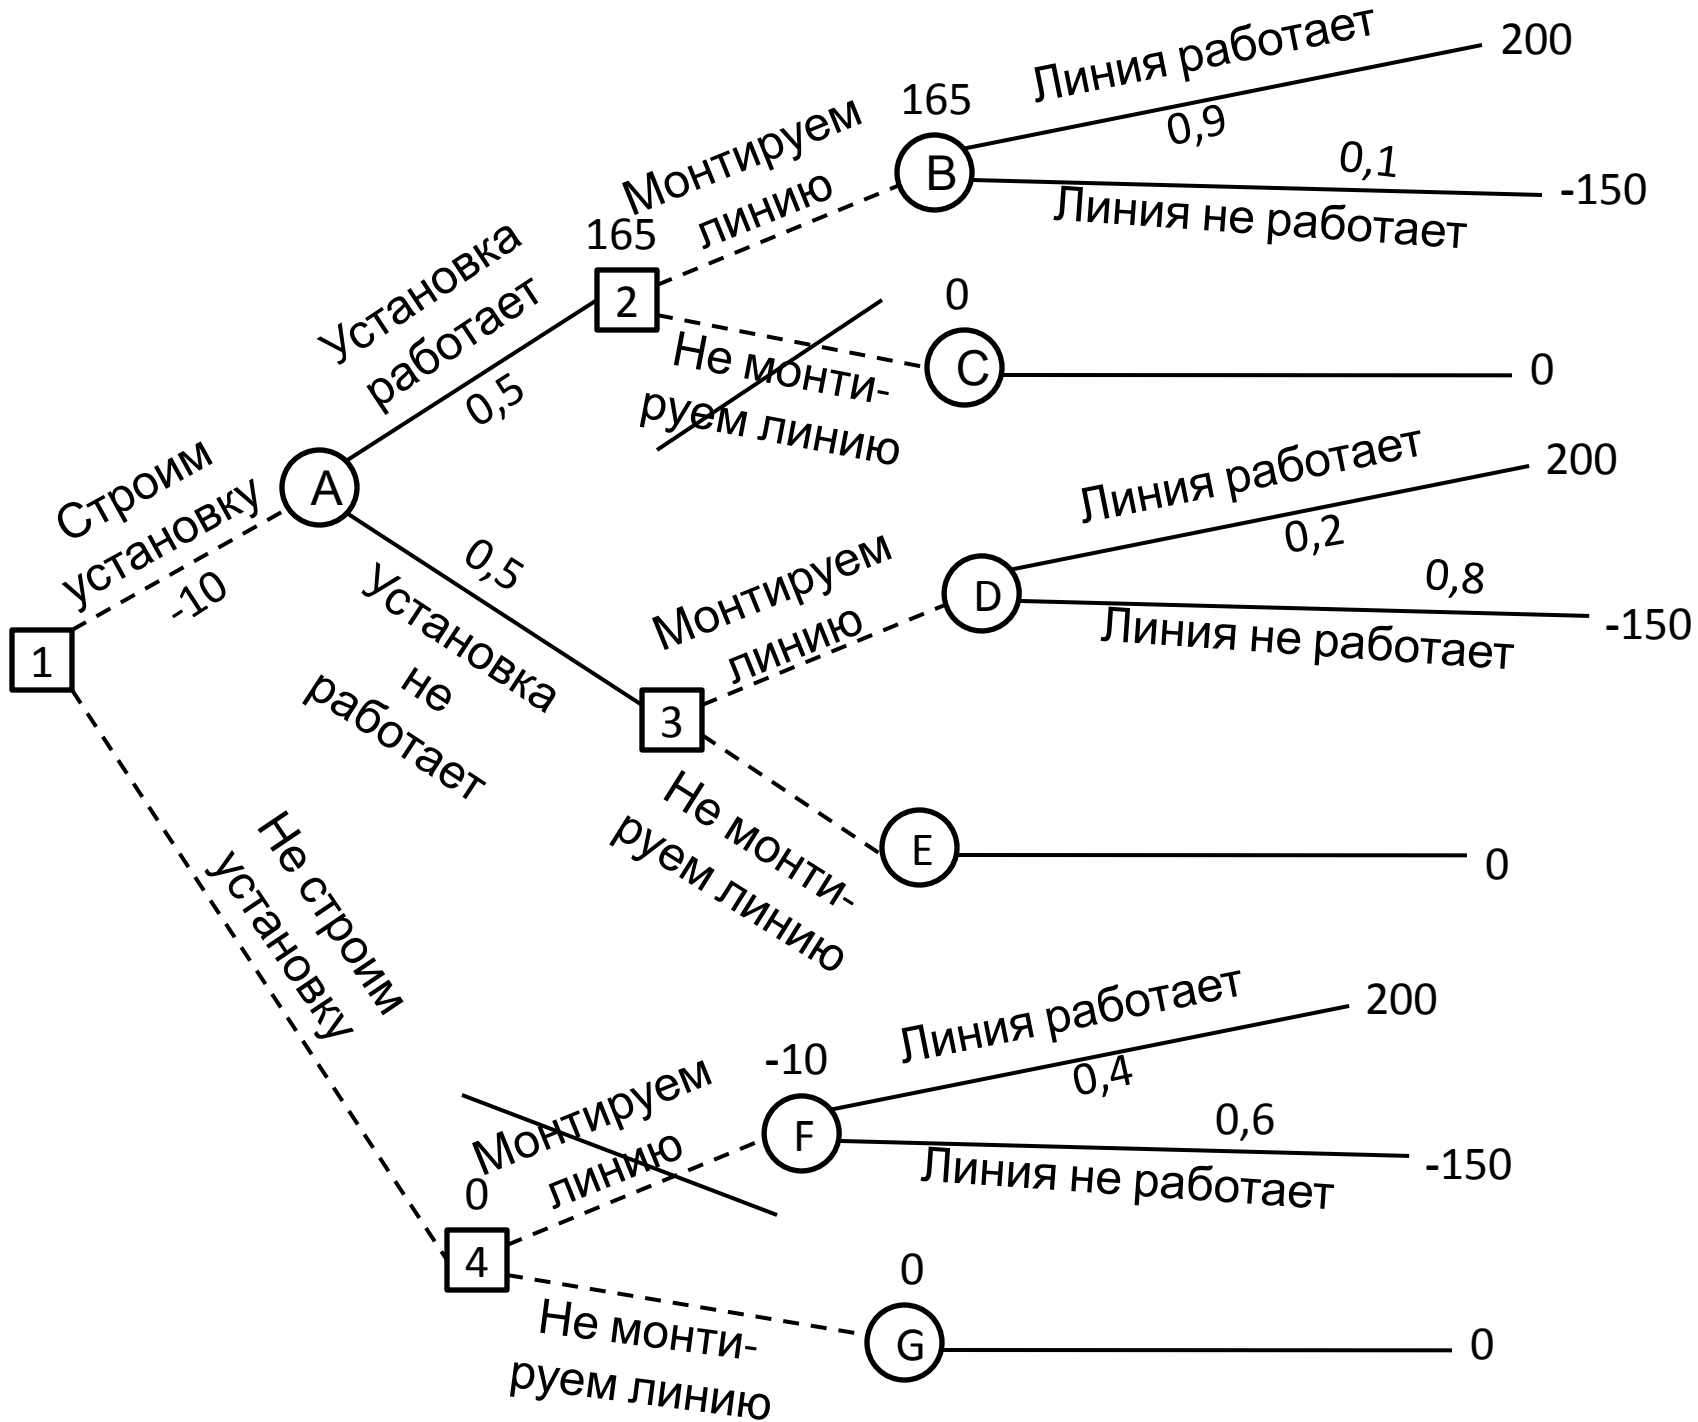 Линия работает
200
0,9
165
B
0,1
-150
Линия не работает
Монтируем
линию
165
2
Установка
работает
0,5
0
C
0
Не монти-
руем линию
Строим
установку
-10
A
1
Линия работает
200
0,2
D
0,8
-150
Линия не работает
Монтируем
линию
0,5
Установка
не
работает
3
Не монти-
руем линию
E
0
Не строим
установку
Линия работает
200
0,4
-10
F
0,6
-150
Линия не работает
Монтируем
линию
0
4
0
G
0
Не монти-
руем линию